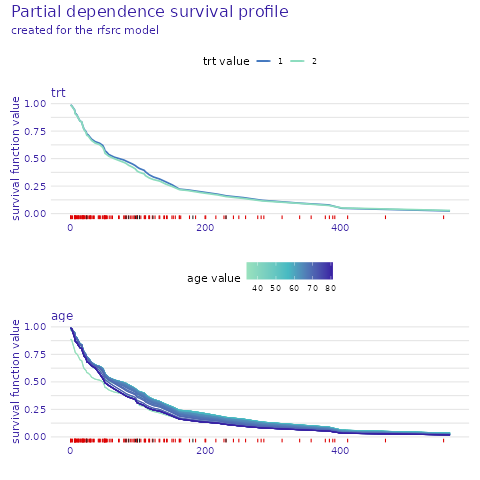 Partial dependence survival profile
created for the rfsrc model
trt value 1 2
trt
survival function value
1.00
0.75
0.50
0.25
0.00
0 200 400
age value
40 50 60 70 80
age
survival function value
1.00
0.75
0.50
0.25
0.00
0 200 400